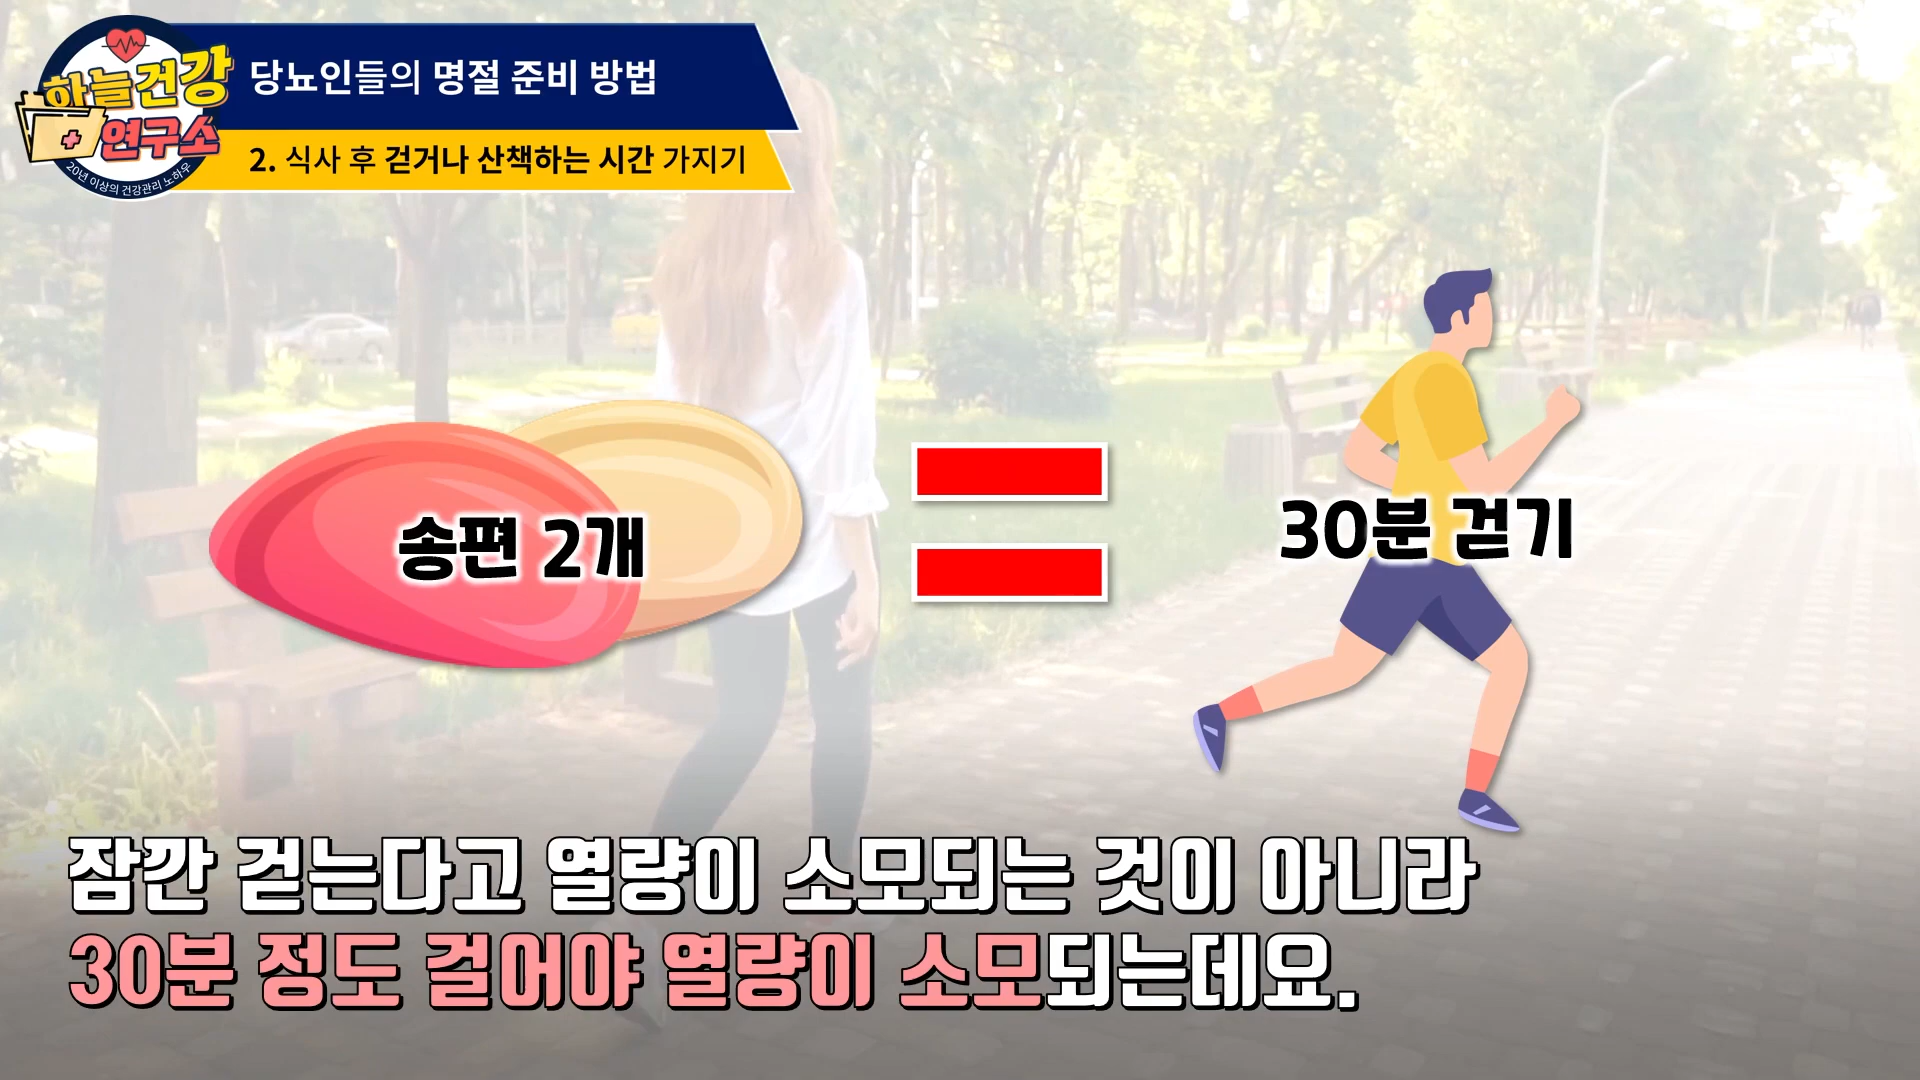 하늘건강
연구소
20년 이상의 건강관리 노하우
당뇨인들의 명절 준비 방법
2. 식사 후 걷거나 산책하는 시간 가지기
송편 2개
30분 걷기
잠깐 걷는다고 열량이 소모되는 것이 아니라
30분 정도 걸어야 열량이 소모되는데요.